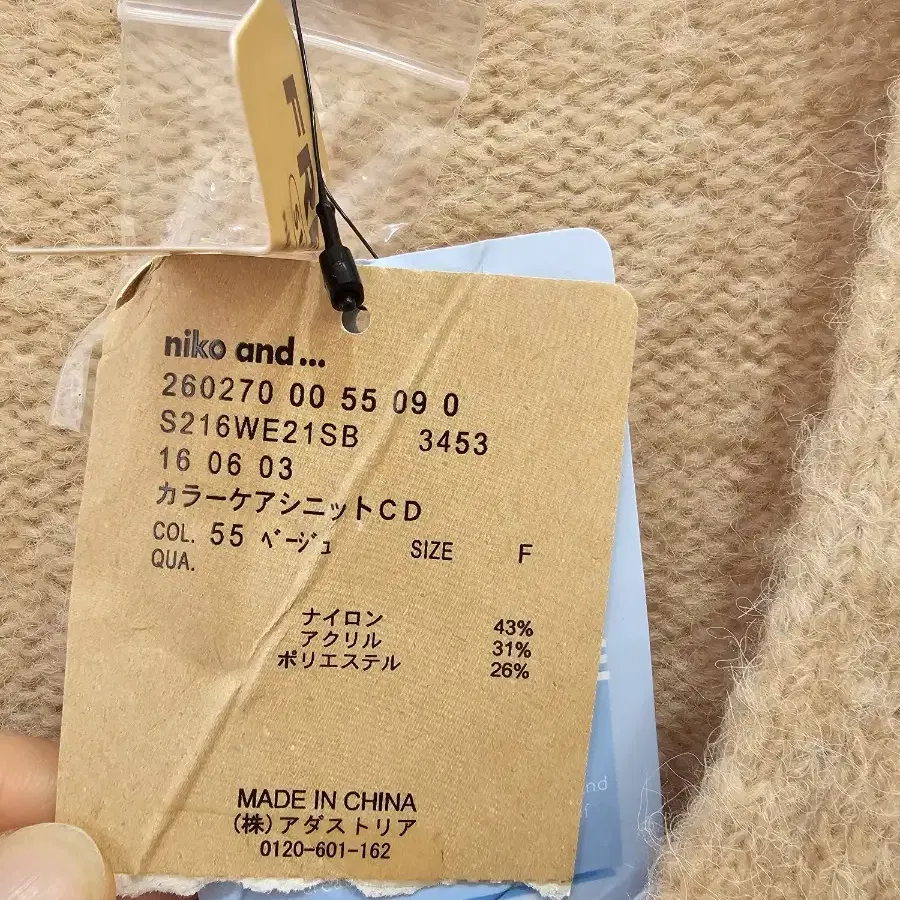 niko and...
260270 00 55 09 0
S216WE21SB 3453
16 06 03
カラーケアシニットCD
COL. 55 ベージュ SIZE F
QUA.
ナイロン 43%
アクリル 31%
ポリエステル 26%
MADE IN CHINA
(株)アダストリア
0120-601-162